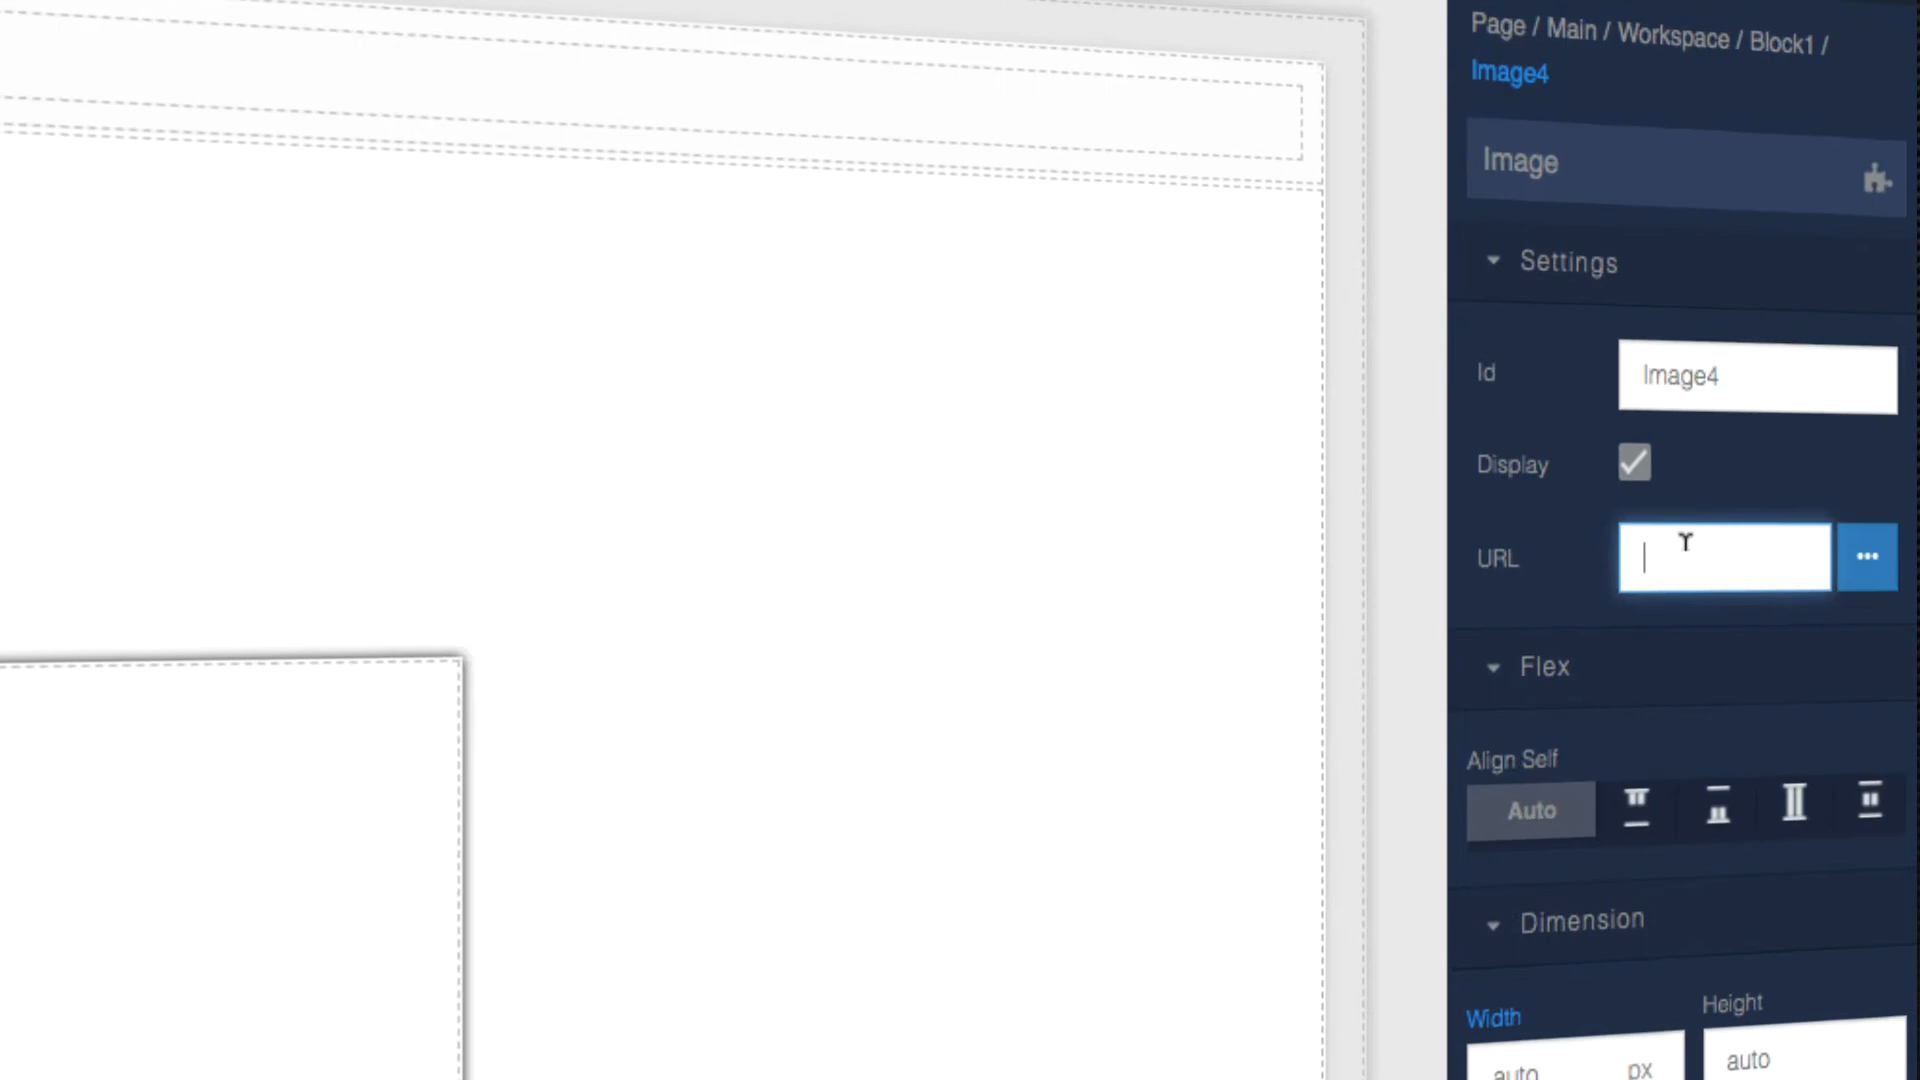 Page / Main / Workspace / Block1 /
Image4
Image
Settings
Id
Image4
Display
URL
Flex
Align Self
Auto
Dimension
Width
Height
auto
px
auto